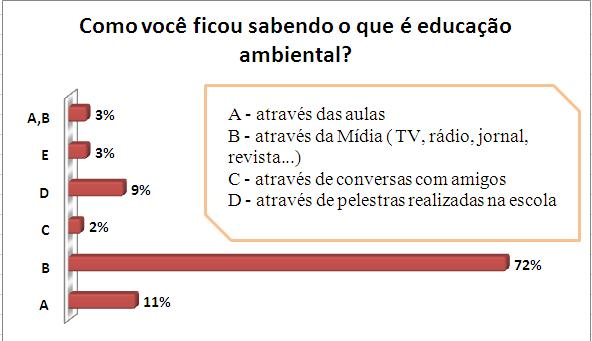 Como você ficou sabendo o que é educação
ambiental?
A - através das aulas
B - através da Mídia ( TV, rádio, jornal,
revista...)
C - através de conversas com amigos
D - através de pelestras realizadas na escola
A,B 3%
E 3%
D 9%
C 2%
B 72%
A 11%